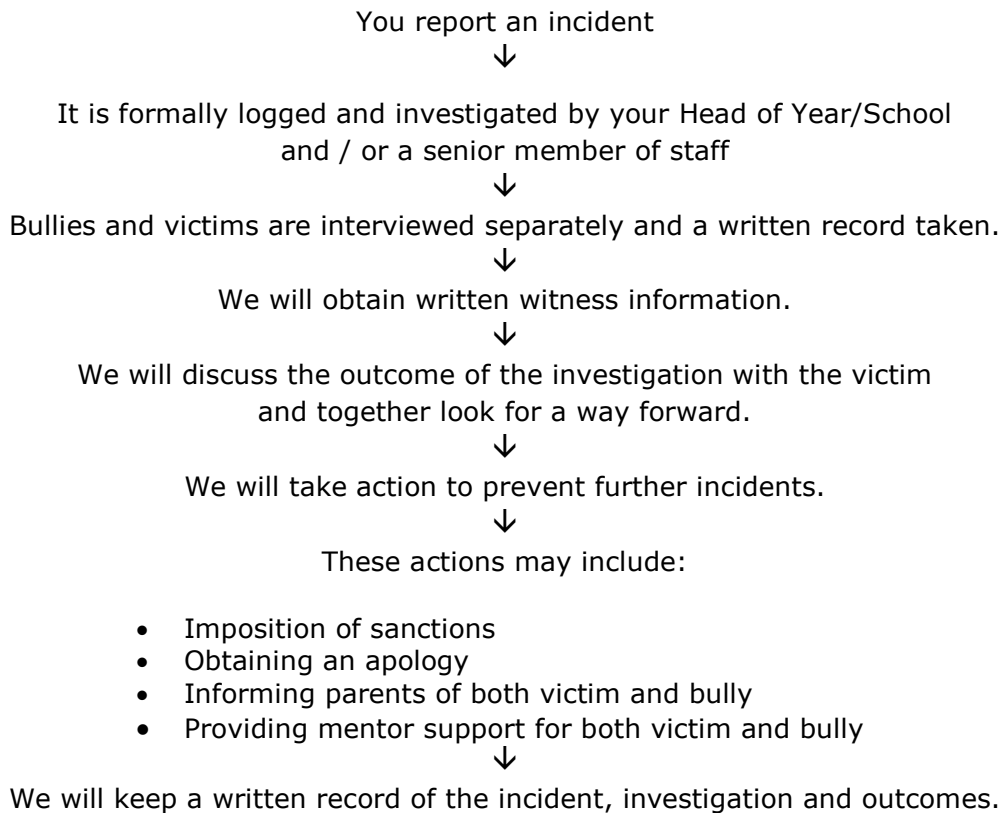 You report an incident
↓
It is formally logged and investigated by your Head of Year/School
and / or a senior member of staff
↓
Bullies and victims are interviewed separately and a written record taken.
↓
We will obtain written witness information.
↓
We will discuss the outcome of the investigation with the victim
and together look for a way forward.
↓
We will take action to prevent further incidents.
↓
These actions may include:
• Imposition of sanctions
• Obtaining an apology
• Informing parents of both victim and bully
• Providing mentor support for both victim and bully
↓
We will keep a written record of the incident, investigation and outcomes.